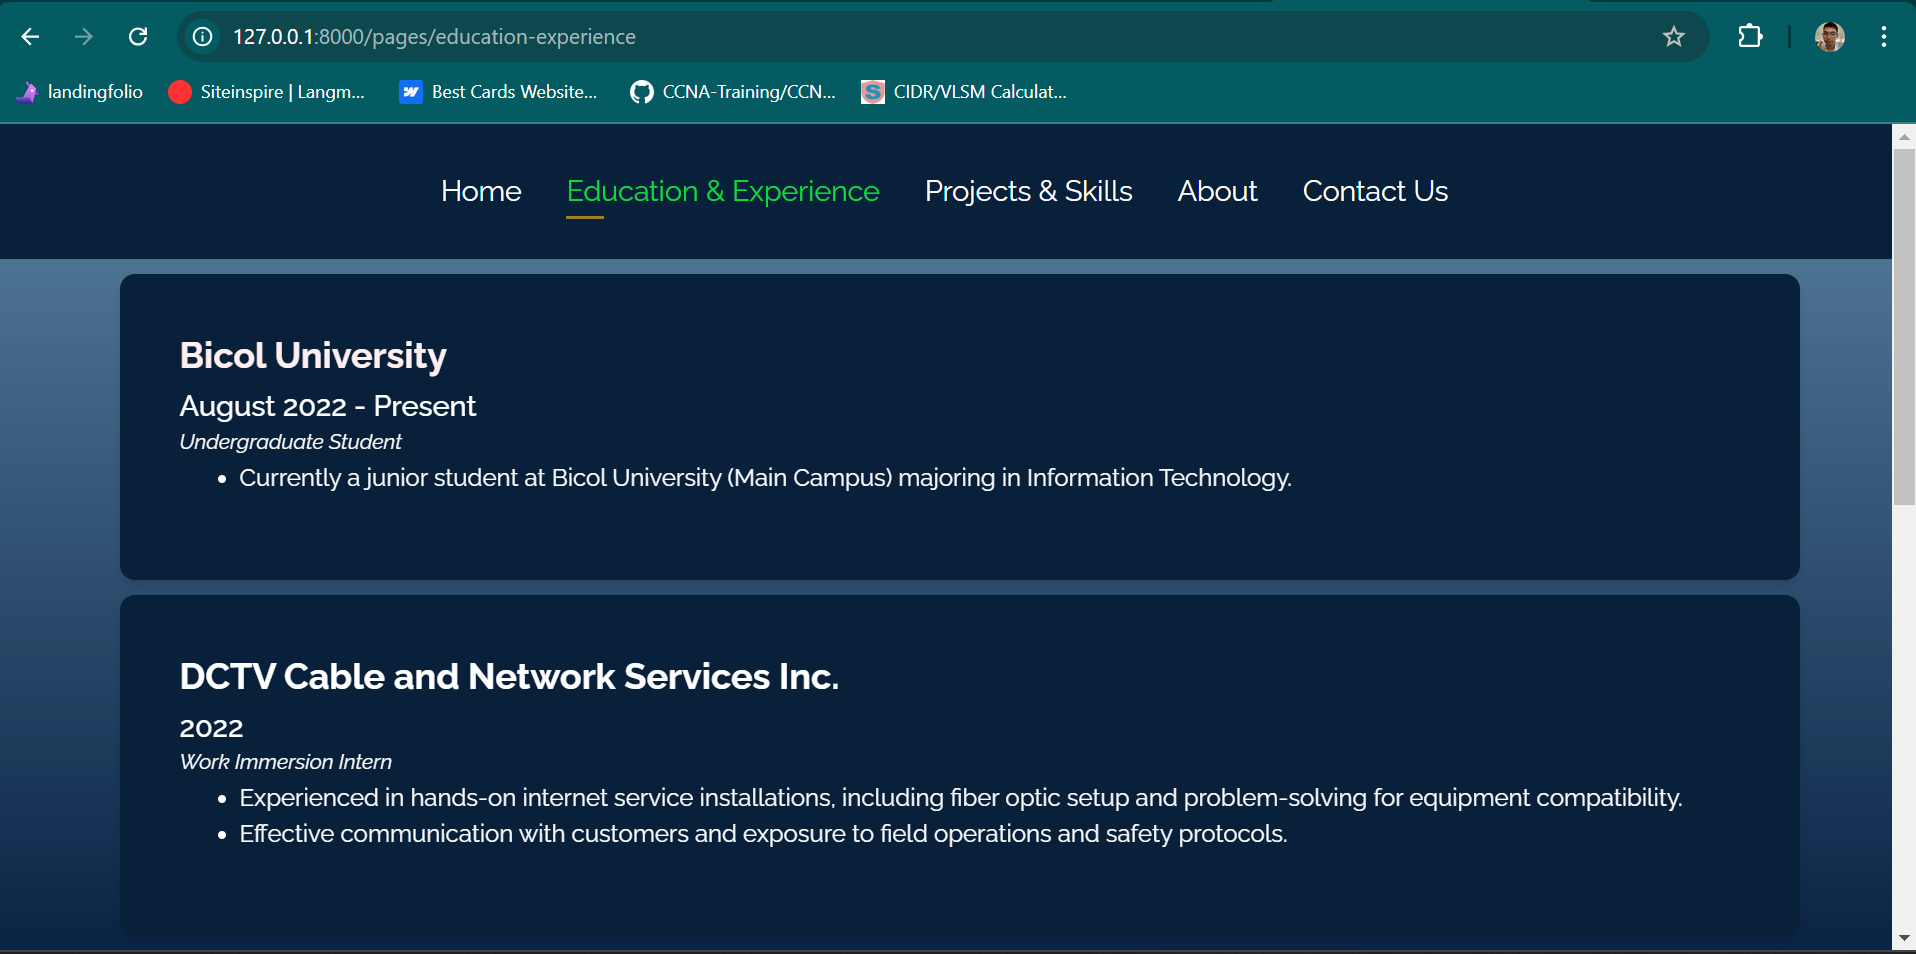 127.0.0.1:8000/pages/education-experience
landingfolio
Siteinspire | Langm...
Best Cards Website...
CCNA-Training/CCN...
CIDR/VLSM Calculat...
Home
Education & Experience
Projects & Skills
About
Contact Us
Bicol University
August 2022 - Present
Undergraduate Student
• Currently a junior student at Bicol University (Main Campus) majoring in Information Technology.
DCTV Cable and Network Services Inc.
2022
Work Immersion Intern
• Experienced in hands-on internet service installations, including fiber optic setup and problem-solving for equipment compatibility.
• Effective communication with customers and exposure to field operations and safety protocols.